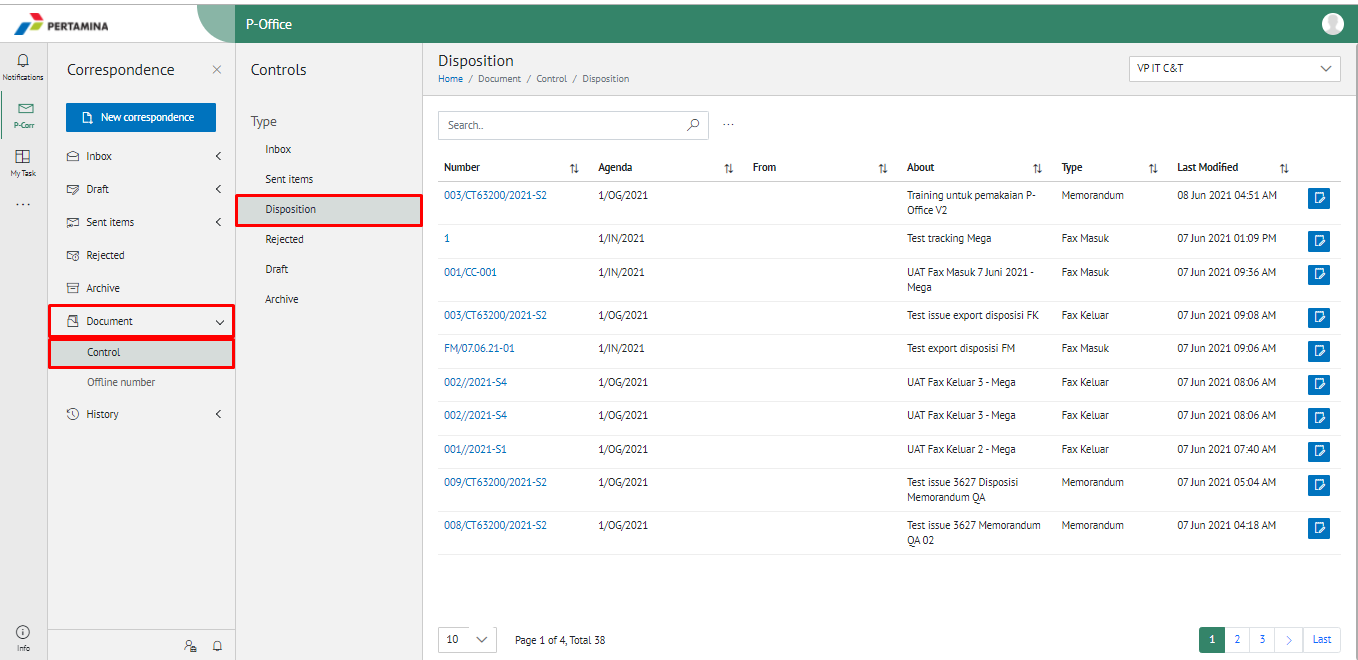 PERTAMINA
P-Office
Notifications
P-Corr
My Task
...
Info
Correspondence
New correspondence
Inbox
Draft
Sent items
Rejected
Archive
Document
Control
Offline number
History
Controls
Type
Inbox
Sent items
Disposition
Rejected
Draft
Archive
Disposition
Home / Document / Control / Disposition
VP IT C&T
Search..
...
Number Agenda From About Type Last Modified
003/CT63200/2021-S2 1/OG/2021 Training untuk pemakaian P- Memorandum 08 Jun 2021 04:51 AM
Office V2
1 1/IN/2021 Test tracking Mega Fax Masuk 07 Jun 2021 01:09 PM
001/CC-001 1/IN/2021 UAT Fax Masuk 7 Juni 2021 - Fax Masuk 07 Jun 2021 09:36 AM
Mega
003/CT63200/2021-S2 1/OG/2021 Test issue export disposisi FK Fax Keluar 07 Jun 2021 09:08 AM
FM/07.06.21-01 1/IN/2021 Test export disposisi FM Fax Masuk 07 Jun 2021 09:06 AM
002//2021-S4 1/OG/2021 UAT Fax Keluar 3 - Mega Fax Keluar 07 Jun 2021 08:06 AM
002//2021-S4 1/OG/2021 UAT Fax Keluar 3 - Mega Fax Keluar 07 Jun 2021 08:06 AM
001//2021-S1 1/OG/2021 UAT Fax Keluar 2 - Mega Fax Keluar 07 Jun 2021 07:40 AM
009/CT63200/2021-S2 1/OG/2021 Test issue 3627 Disposisi Memorandum 07 Jun 2021 05:04 AM
Memorandum QA
008/CT63200/2021-S2 1/OG/2021 Test issue 3627 Memorandum Memorandum 07 Jun 2021 04:18 AM
QA 02
10 Page 1 of 4, Total 38 1 2 3 > Last